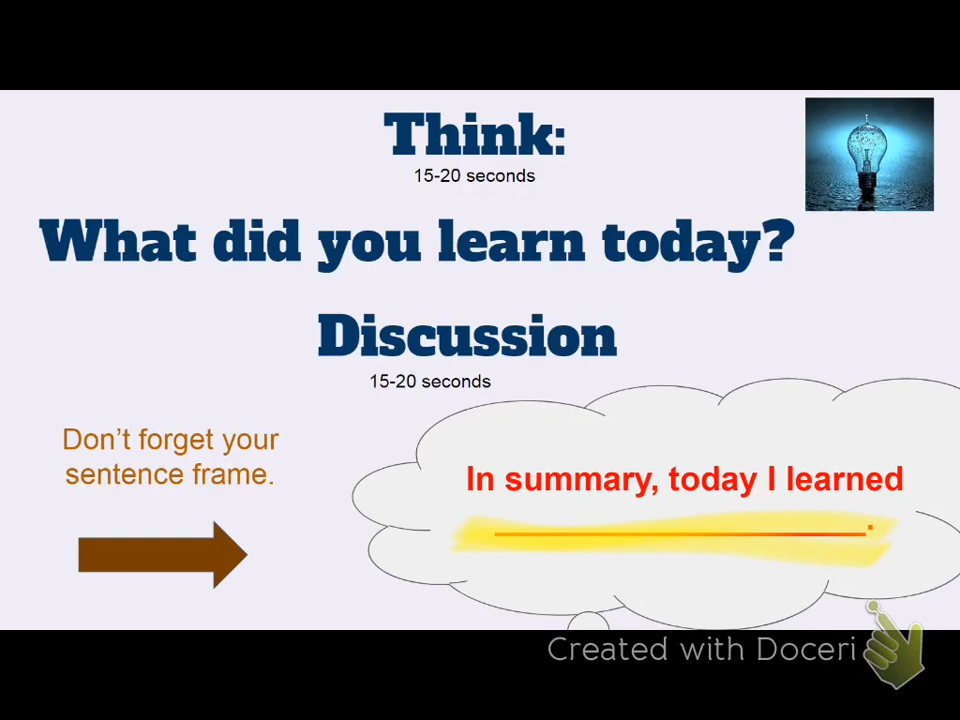 Think:
15-20 seconds
What did you learn today?
Discussion
15-20 seconds
Don't forget your
sentence frame.
In summary, today I learned
____________________.
Created with Doceri